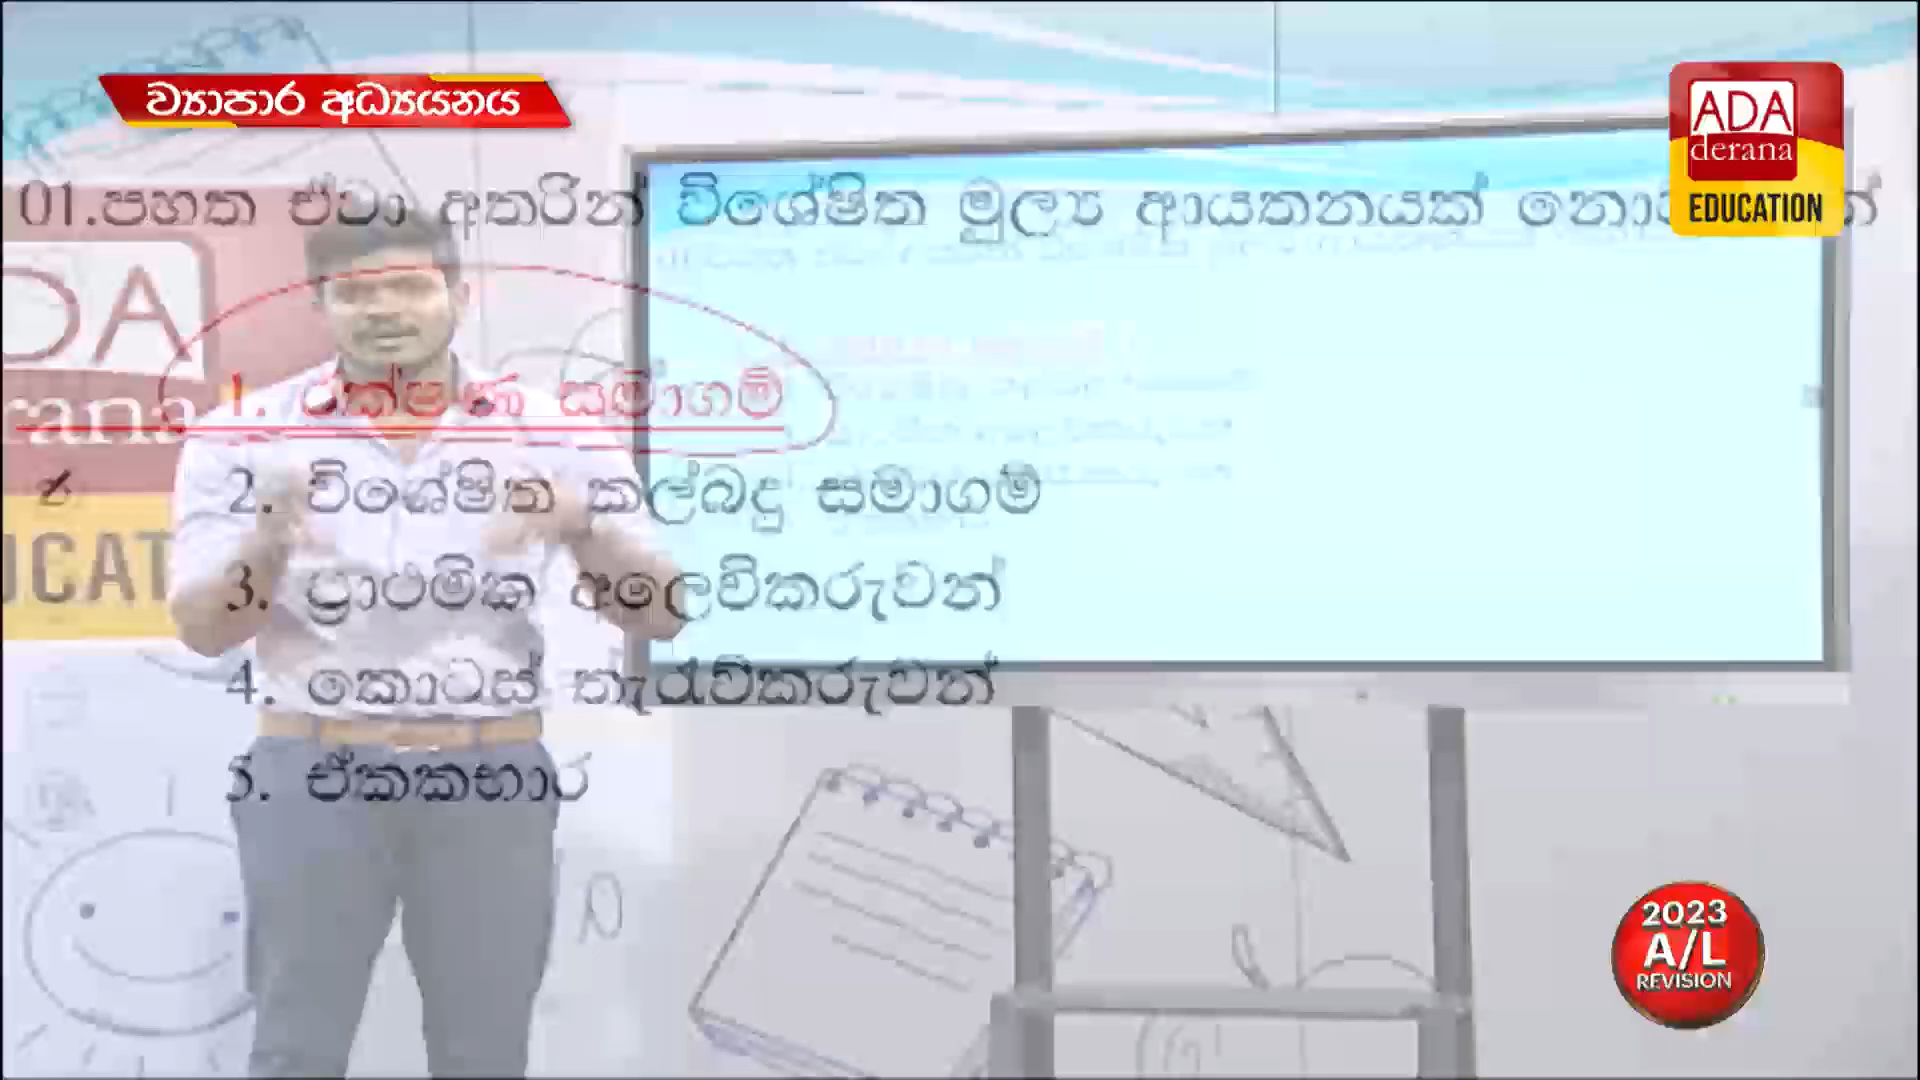 ව්‍යාපාර අධ්‍යයනය
ADA
derana
EDUCATION
01.පහත ඒවා අතරින් විශේෂිත මූල්‍ය ආයතනයක්
1. රක්ෂණ සමාගම්
2. විශේෂිත කල්බදු සමාගම්
3. ප්‍රාථමික අලෙවිකරුවන්
4. කොටස් තැරැව්කරුවන්
5. ඒකකභාර
2023
A/L
REVISION